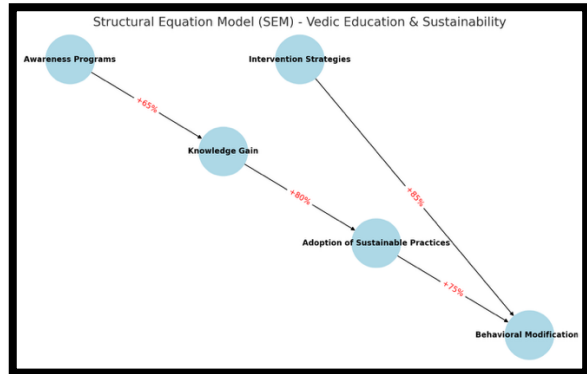 Structural Equation Model (SEM) - Vedic Education & Sustainability
Awareness Programs
Intervention Strategies
+65%
Knowledge Gain
+80%
+85%
Adoption of Sustainable Practices
+75%
Behavioral Modification